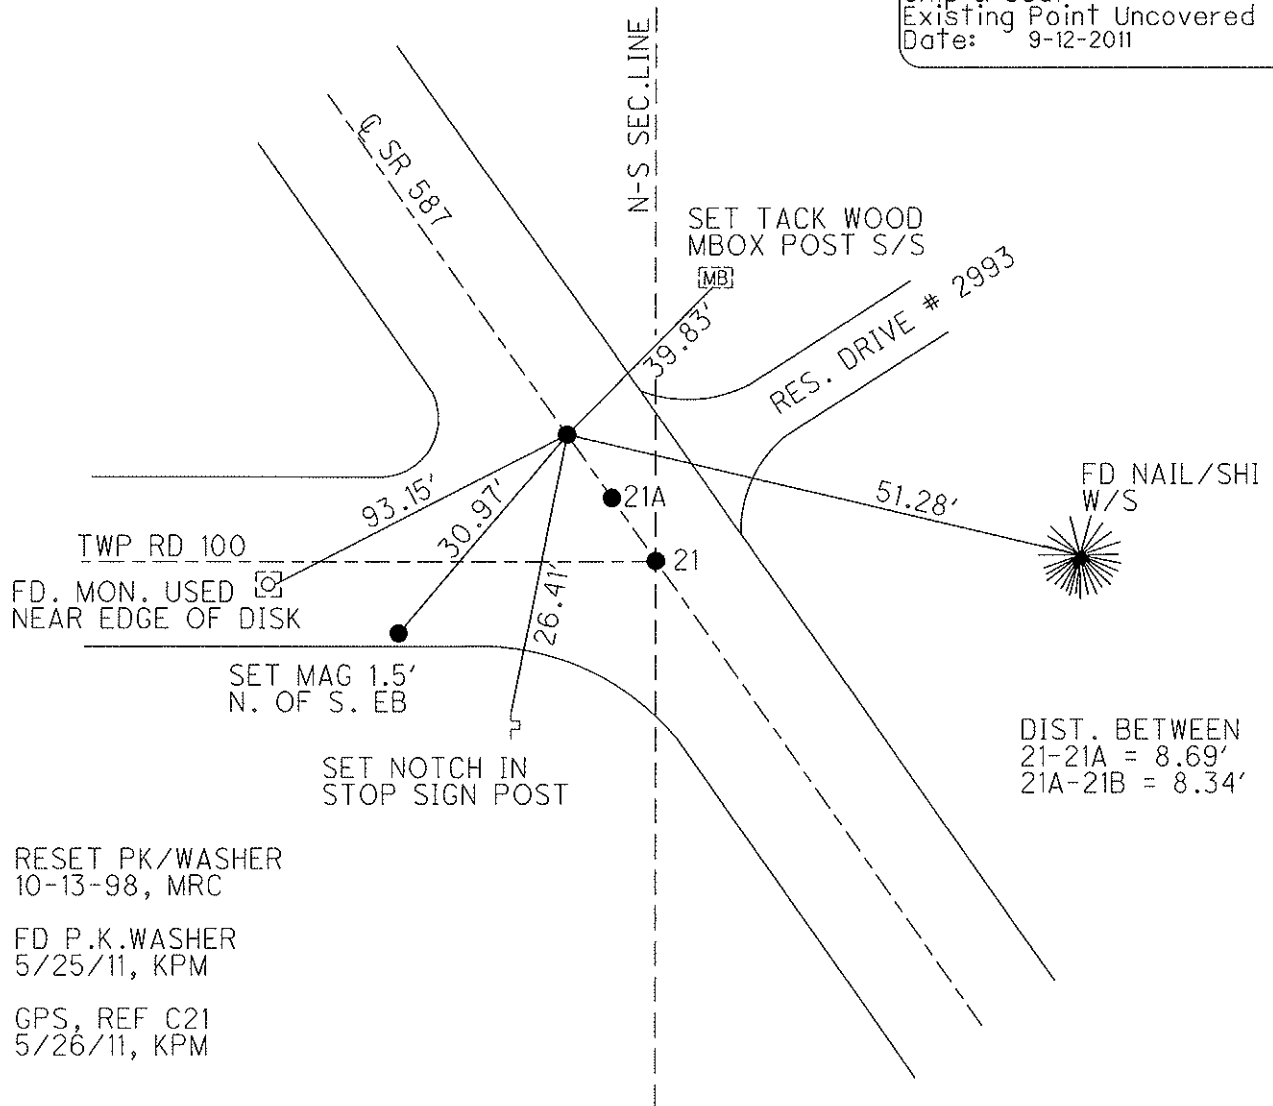 Existing Point Uncovered
Date: 9-12-2011
N-S SEC.LINE
℄ SR 587
SET TACK WOOD
MBOX POST S/S
MB
39.83'
RES. DRIVE # 2993
93.15'
30.97'
26.41'
21A
51.28'
FD NAIL/SHI
W/S
TWP RD 100
21
FD. MON. USED
NEAR EDGE OF DISK
SET MAG 1.5'
N. OF S. EB
SET NOTCH IN
STOP SIGN POST
DIST. BETWEEN
21-21A = 8.69'
21A-21B = 8.34'
RESET PK/WASHER
10-13-98, MRC
FD P.K.WASHER
5/25/11, KPM
GPS, REF C21
5/26/11, KPM